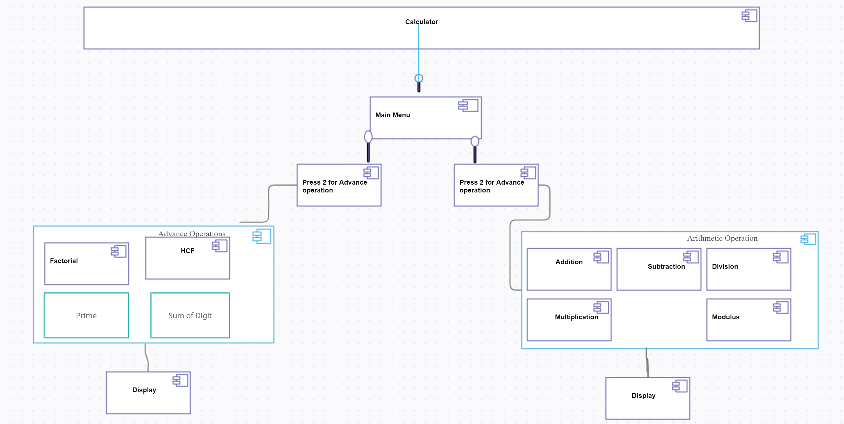 Calculator
Main Menu
Press 2 for Advance
operation
Press 2 for Advance
operation
Advance Operations
Factorial
HCF
Prime
Sum of Digit
Display
Arithmetic Operation
Addition
Subtraction
Division
Multiplication
Modulus
Display